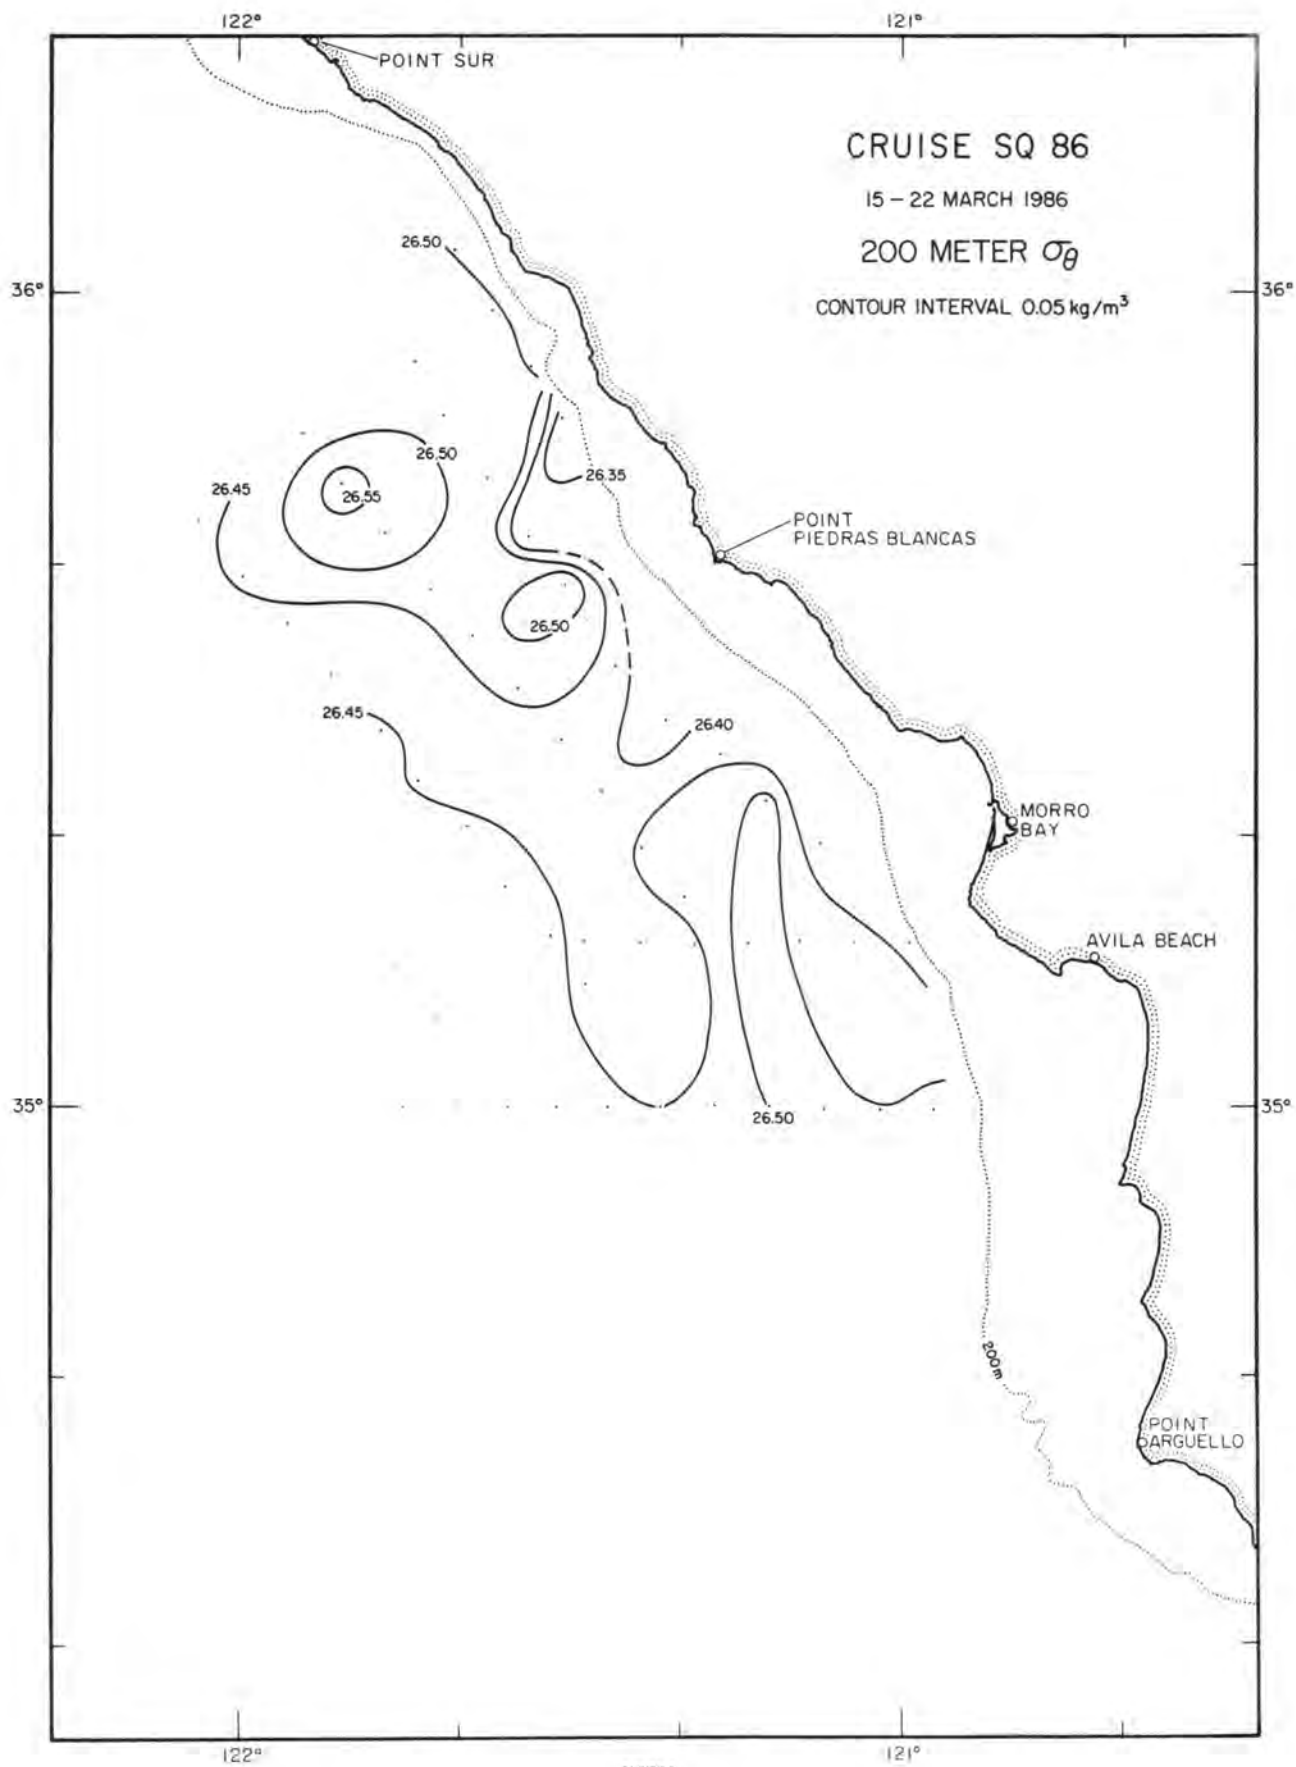 122° 121°
POINT SUR
CRUISE SQ 86
15 – 22 MARCH 1986
200 METER σθ
CONTOUR INTERVAL 0.05 kg/m³
26.50
36° 36°
26.50
26.45
26.55
26.35
POINT
PIEDRAS BLANCAS
26.50
26.45
26.40
MORRO
BAY
AVILA BEACH
35° 35°
26.50
200m
POINT
ARGUELLO
122° 121°